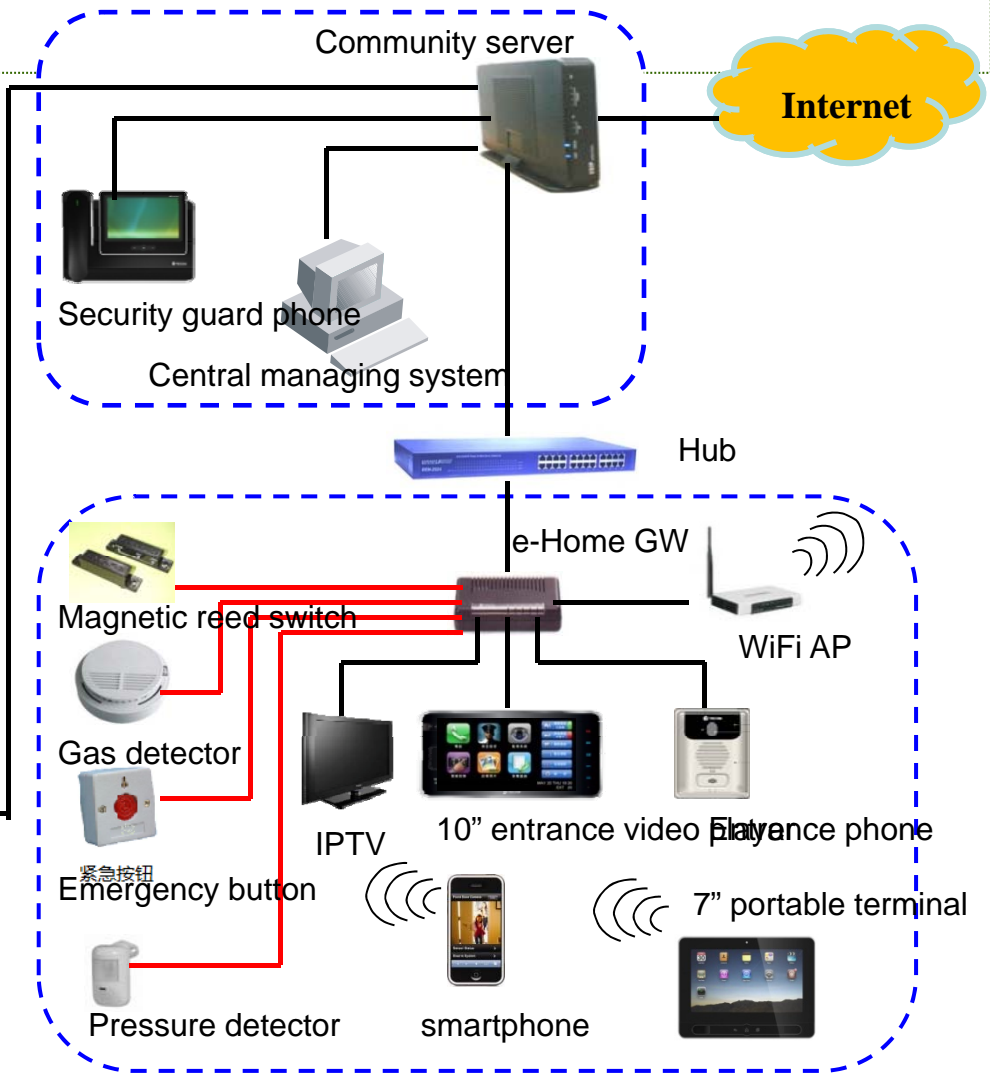 Community server
Internet
Security guard phone
Central managing system
Hub
e-Home GW
Magnetic reed switch
WiFi AP
Gas detector
IPTV
10” entrance video player
Entrance phone
紧急按钮
Emergency button
7” portable terminal
Pressure detector
smartphone